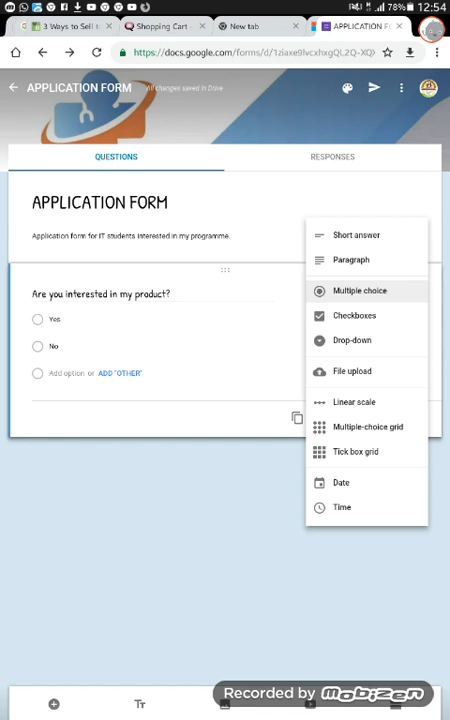 78% 12:54
3 Ways to Sell t
Shopping Cart
New tab
APPLICATION F
https://docs.google.com/forms/d/1ziaxe9lvcxhxgQL2Q-XQX
APPLICATION FORM
All changes saved in Drive
QUESTIONS
RESPONSES
APPLICATION FORM
Application form for IT students interested in my programme.
Are you interested in my product?
Yes
No
Add option or ADD "OTHER"
Short answer
Paragraph
Multiple choice
Checkboxes
Drop-down
File upload
Linear scale
Multiple-choice grid
Tick box grid
Date
Time
Tt
Recorded by Mobizen